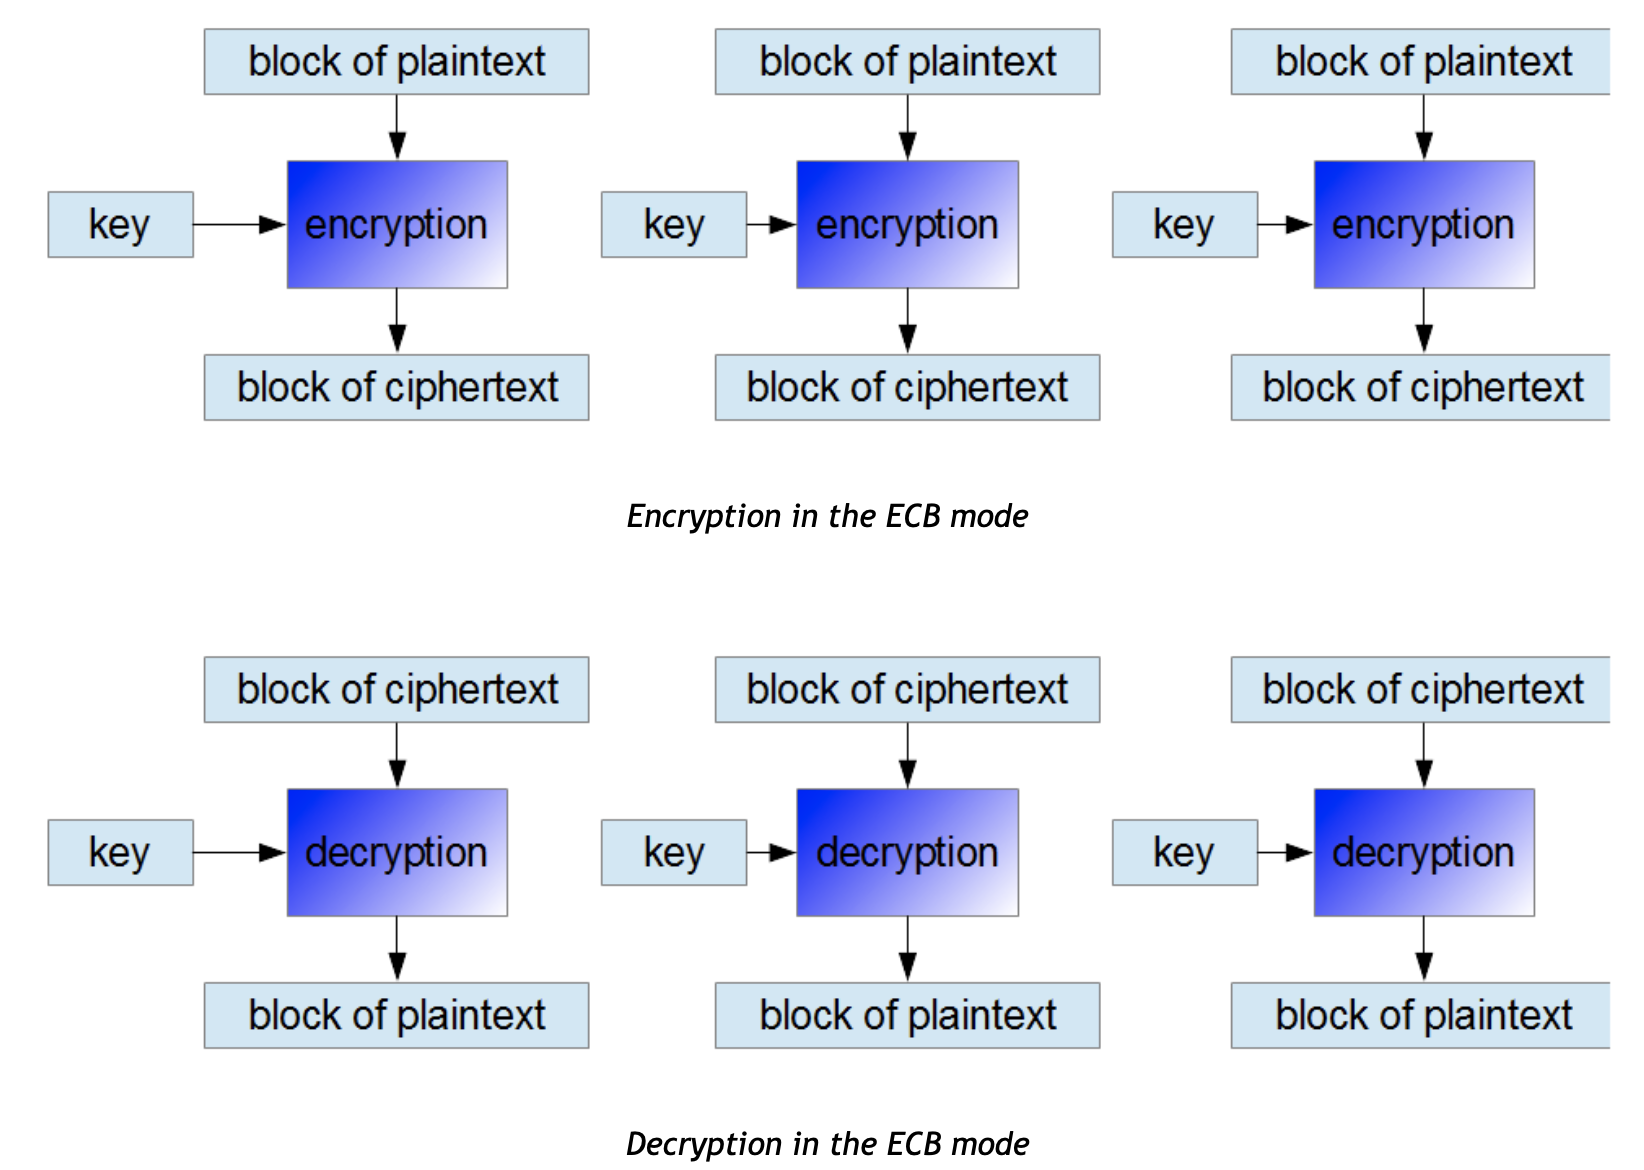 block of plaintext block of plaintext block of plaintext
key encryption key encryption key encryption
block of ciphertext block of ciphertext block of ciphertext
Encryption in the ECB mode
block of ciphertext block of ciphertext block of ciphertext
key decryption key decryption key decryption
block of plaintext block of plaintext block of plaintext
Decryption in the ECB mode